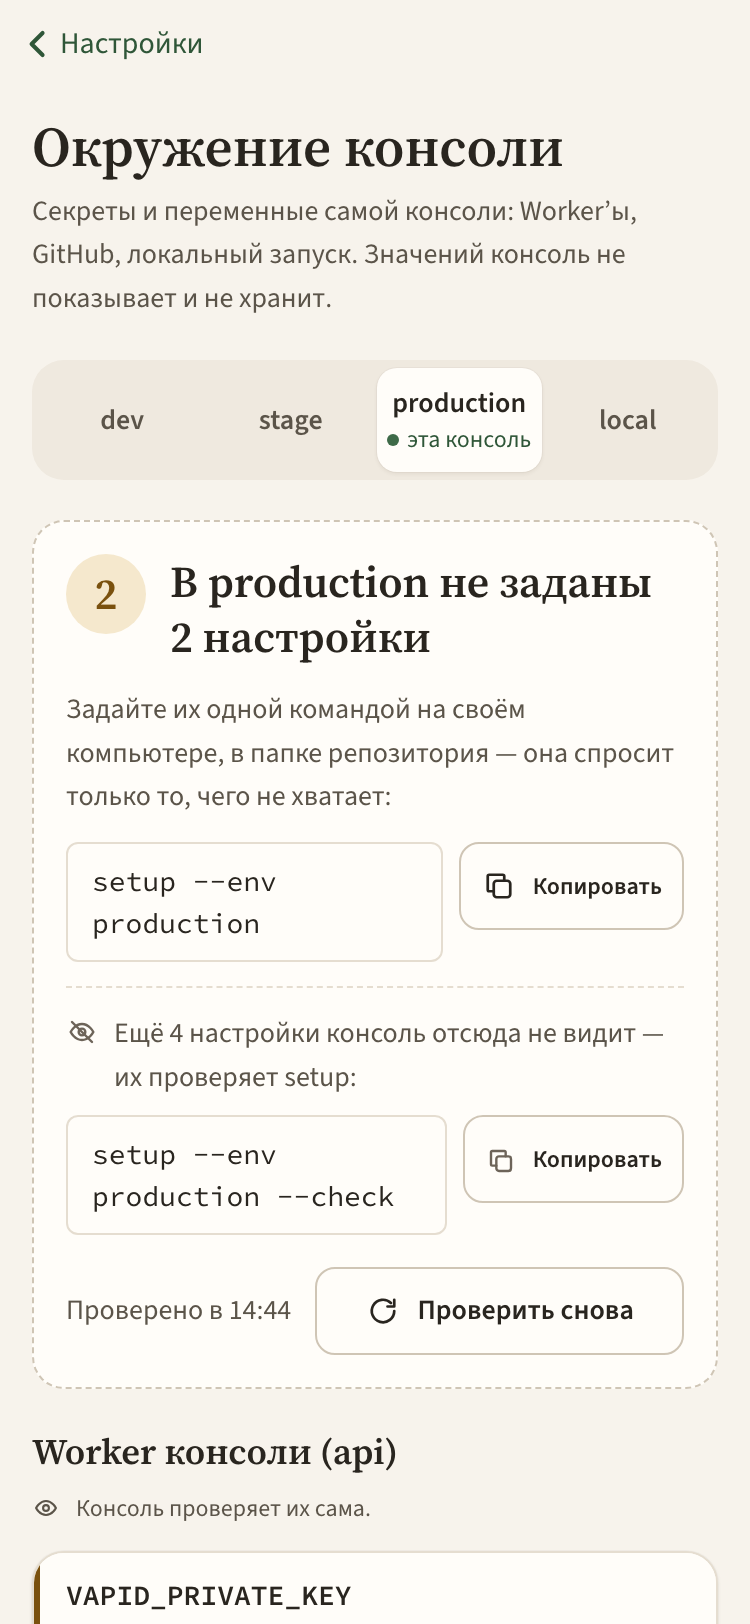 Настройки
Окружение консоли
Секреты и переменные самой консоли: Worker’ы,
GitHub, локальный запуск. Значений консоль не
показывает и не хранит.
dev
stage
production
эта консоль
local
2
В production не заданы
2 настройки
Задайте их одной командой на своём
компьютере, в папке репозитория — она спросит
только то, чего не хватает:
setup --env
production
Копировать
Ещё 4 настройки консоль отсюда не видит —
их проверяет setup:
setup --env
production --check
Копировать
Проверено в 14:44
Проверить снова
Worker консоли (api)
Консоль проверяет их сама.
VAPID_PRIVATE_KEY